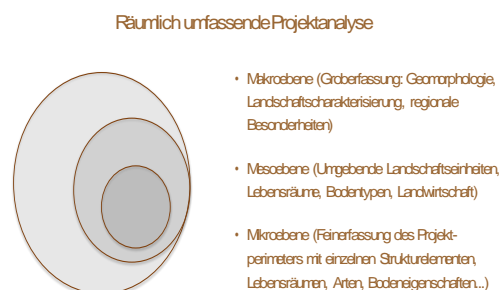 Räumlich umfassende Projektanalyse
• Makroebene (Groberfassung: Geomorphologie,
Landschaftscharakterisierung, regionale
Besonderheiten)
• Mesoebene (Umgebende Landschaftseinheiten,
Lebensräume, Bodentypen, Landwirtschaft)
• Mikroebene (Feinerfassung des Projekt-
perimeters mit einzelnen Strukturelementen,
Lebensräumen, Arten, Bodeneigenschaften...)